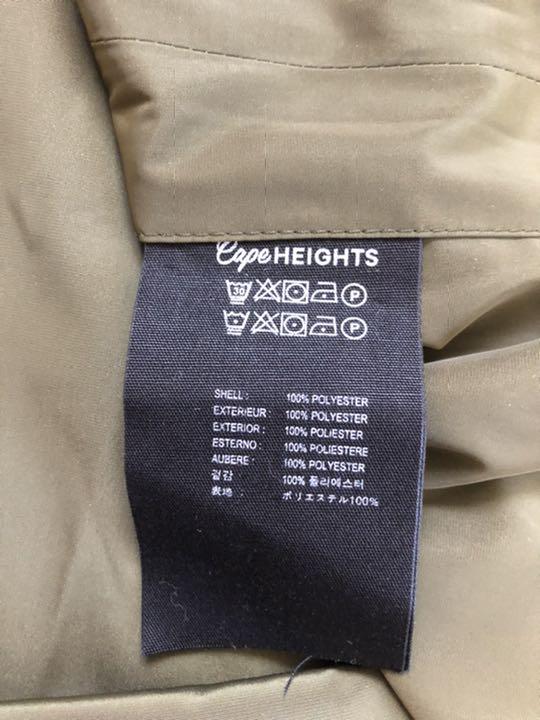 Cape HEIGHTS
30 P
P
SHELL : 100% POLYESTER
EXTERIEUR : 100% POLYESTER
EXTERIOR : 100% POLIESTER
ESTERNO : 100% POLIESTERE
AUBERE : 100% POLYESTER
겉감 100% 폴리에스터
表地 : ポリエステル100%